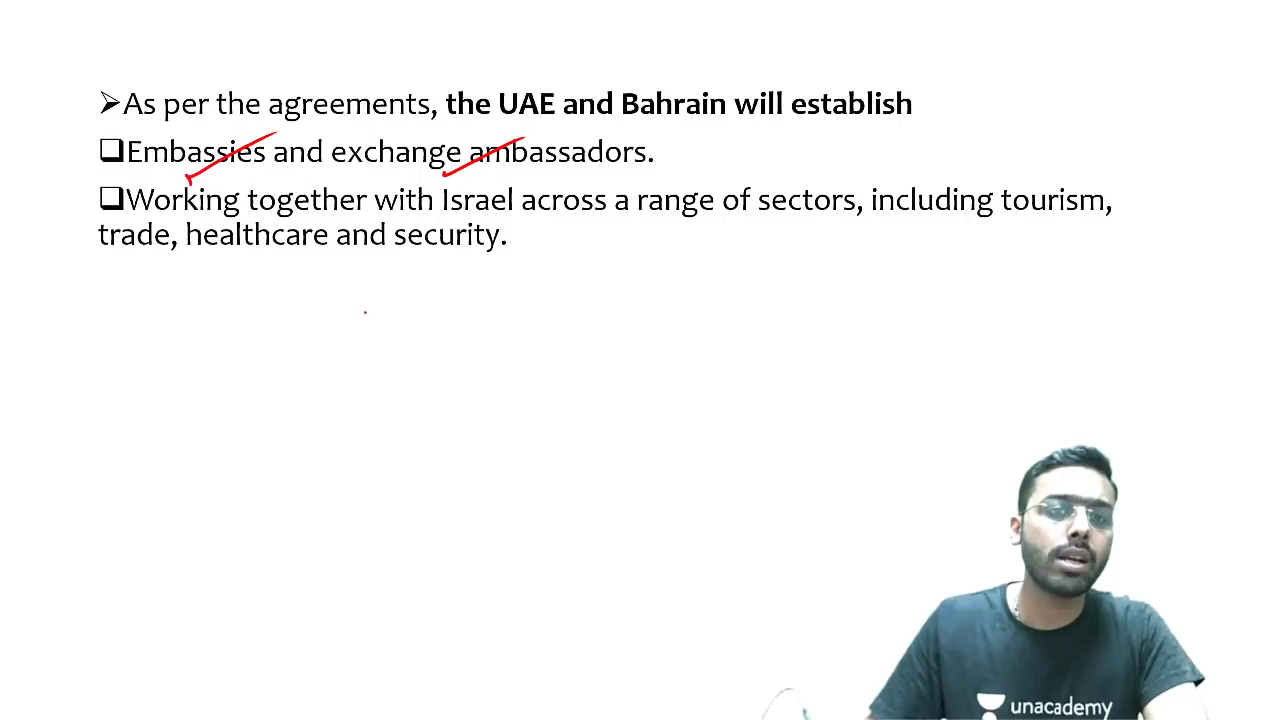 ➢As per the agreements, the UAE and Bahrain will establish
❑Embassies and exchange ambassadors.
❑Working together with Israel across a range of sectors, including tourism,
trade, healthcare and security.
unacademy